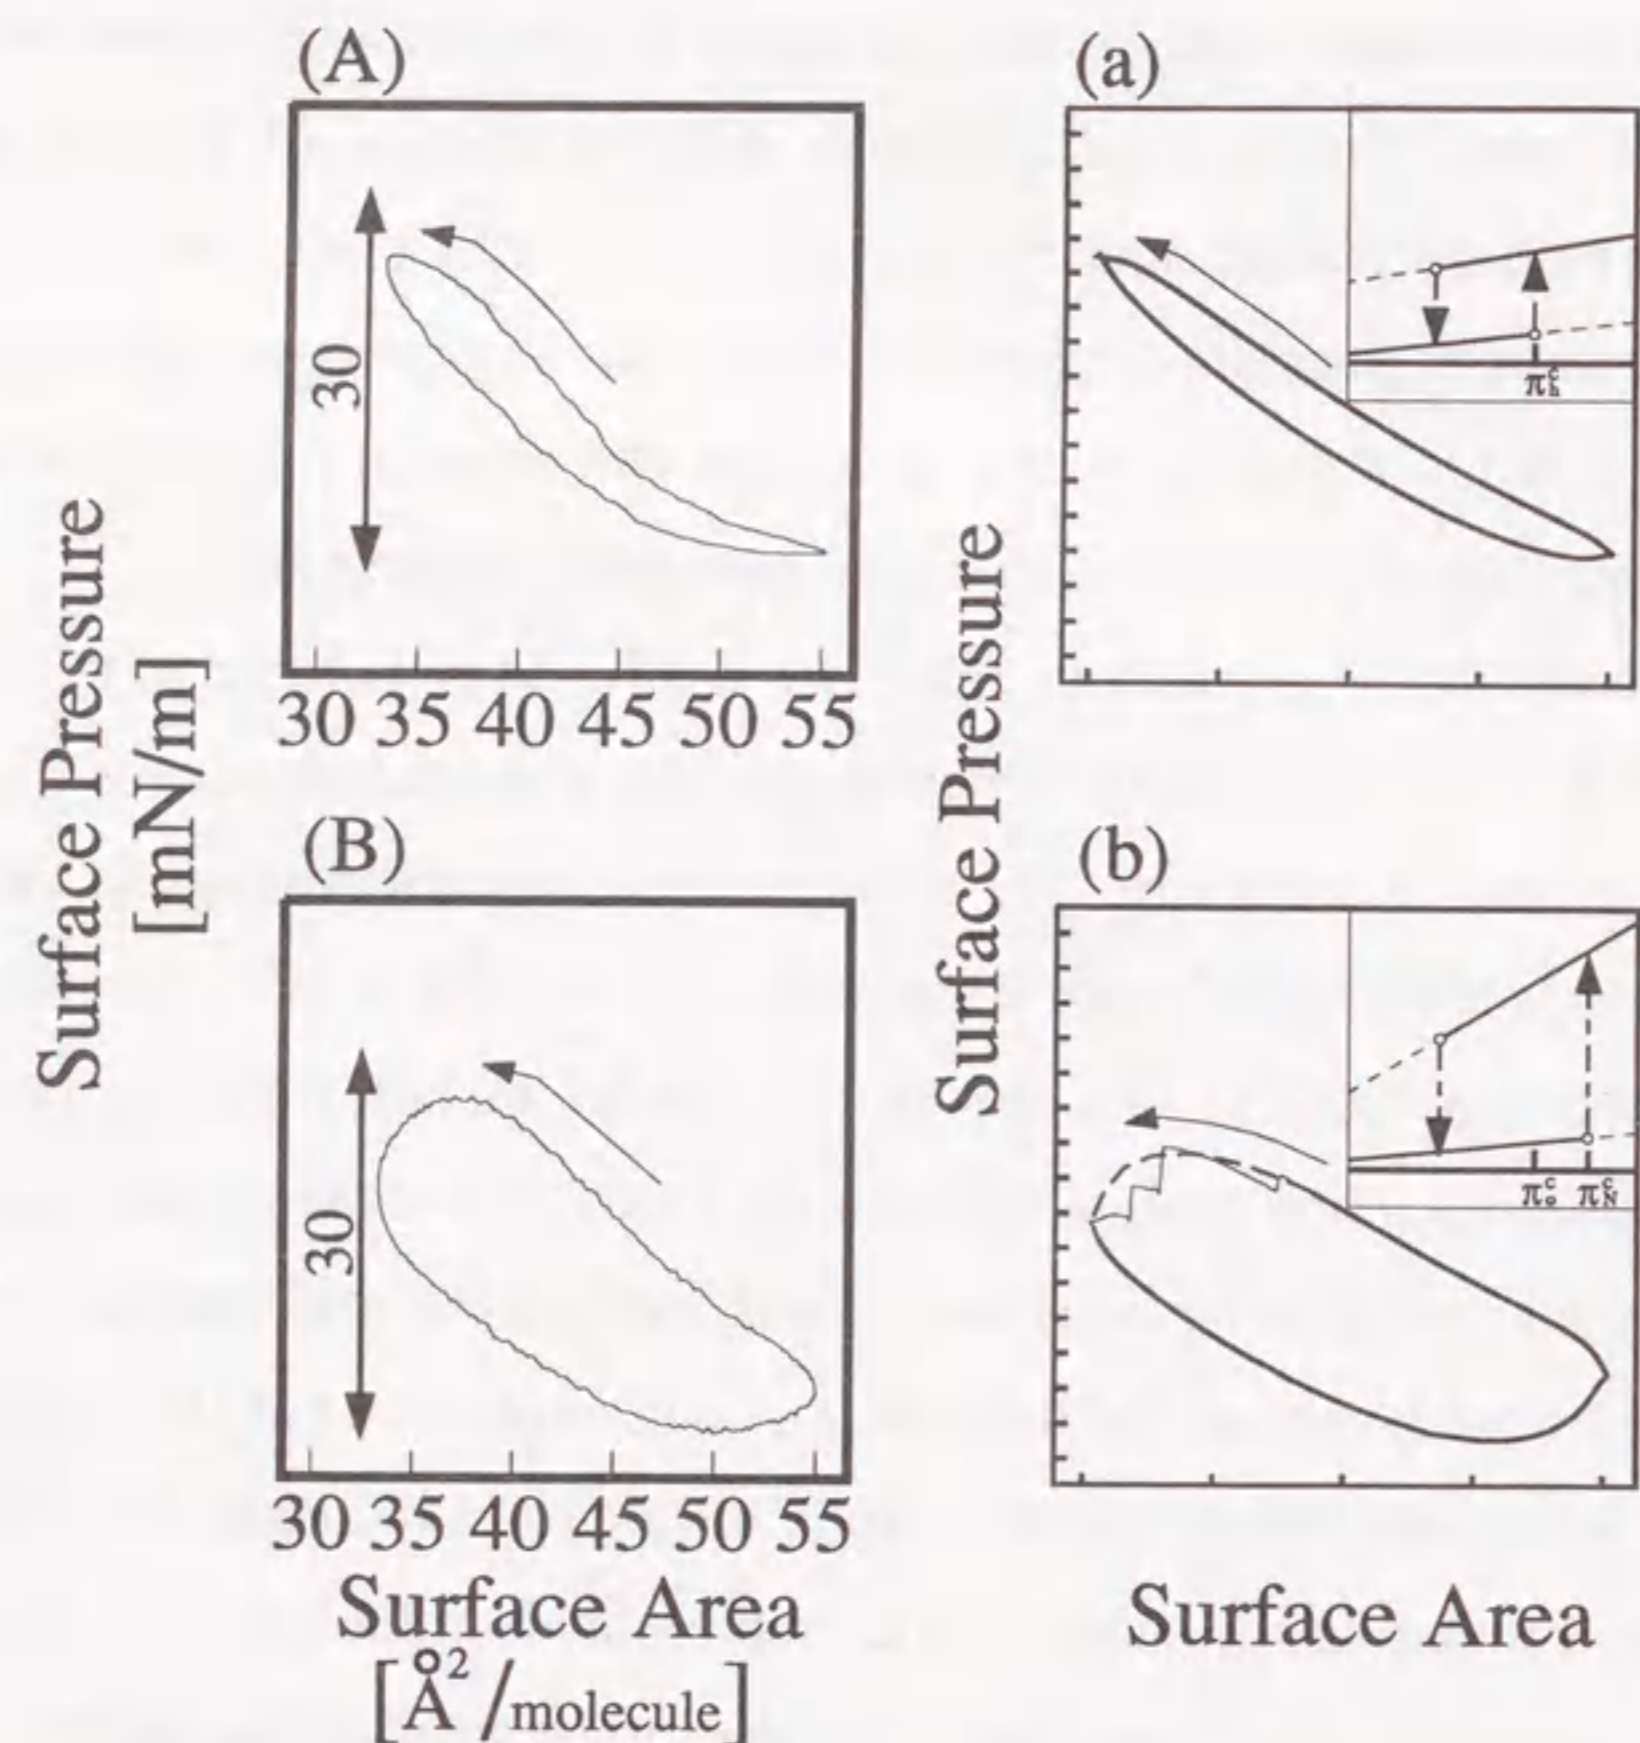 (A)
(a)
30
π
30 35 40 45 50 55
Surface Pressure
[mN/m]
Surface Pressure
(B)
(b)
30
π π
30 35 40 45 50 55
Surface Area
[Å²/molecule]
Surface Area